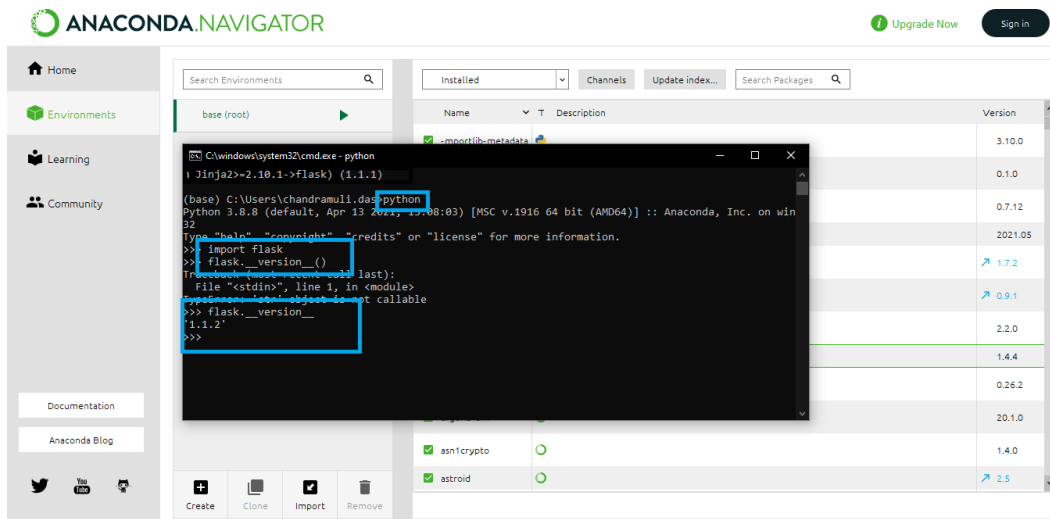 ANACONDA.NAVIGATOR
Upgrade Now
Sign in
Home
Environments
Learning
Community
Documentation
Anaconda Blog
You
Tube
Search Environments
base (root)
Create
Clone
Import
Remove
Installed
Channels
Update index...
Search Packages
Name
T
Description
Version
-mportlib-metadata
3.10.0
0.1.0
0.7.12
2021.05
1.7.2
0.9.1
2.2.0
1.4.4
0.26.2
20.1.0
asn1crypto
1.4.0
astroid
2.5
C:\windows\system32\cmd.exe - python
Jinja2>=2.10.1->flask) (1.1.1)
(base) C:\Users\chandramuli.das>python
Python 3.8.8 (default, Apr 13 2021, 15:08:03) [MSC v.1916 64 bit (AMD64)] :: Anaconda, Inc. on win
32
Type "help", "copyright", "credits" or "license" for more information.
>>> import flask
>>> flask.__version__()
Traceback (most recent call last):
File "<stdin>", line 1, in <module>
TypeError: 'str' object is not callable
>>> flask.__version__
'1.1.2'
>>>